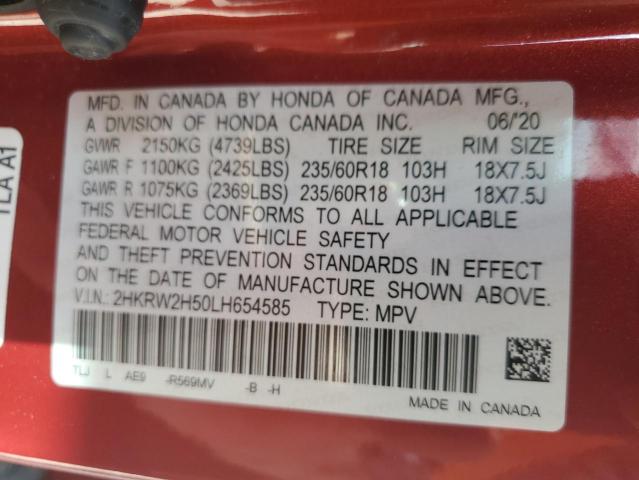 MFD. IN CANADA BY HONDA OF CANADA MFG.,
A DIVISION OF HONDA CANADA INC. 06/'20
GVWR 2150KG (4739LBS) TIRE SIZE RIM SIZE
GAWR F 1100KG (2425LBS) 235/60R18 103H 18X7.5J
GAWR R 1075KG (2369LBS) 235/60R18 103H 18X7.5J
THIS VEHICLE CONFORMS TO ALL APPLICABLE
FEDERAL MOTOR VEHICLE SAFETY
AND THEFT PREVENTION STANDARDS IN EFFECT
ON THE DATE OF MANUFACTURE SHOWN ABOVE.
V.I.N.: 2HKRW2H50LH654585 TYPE: MPV
TLJ L AE9 -R569MV -B -H
MADE IN CANADA
TLA A1